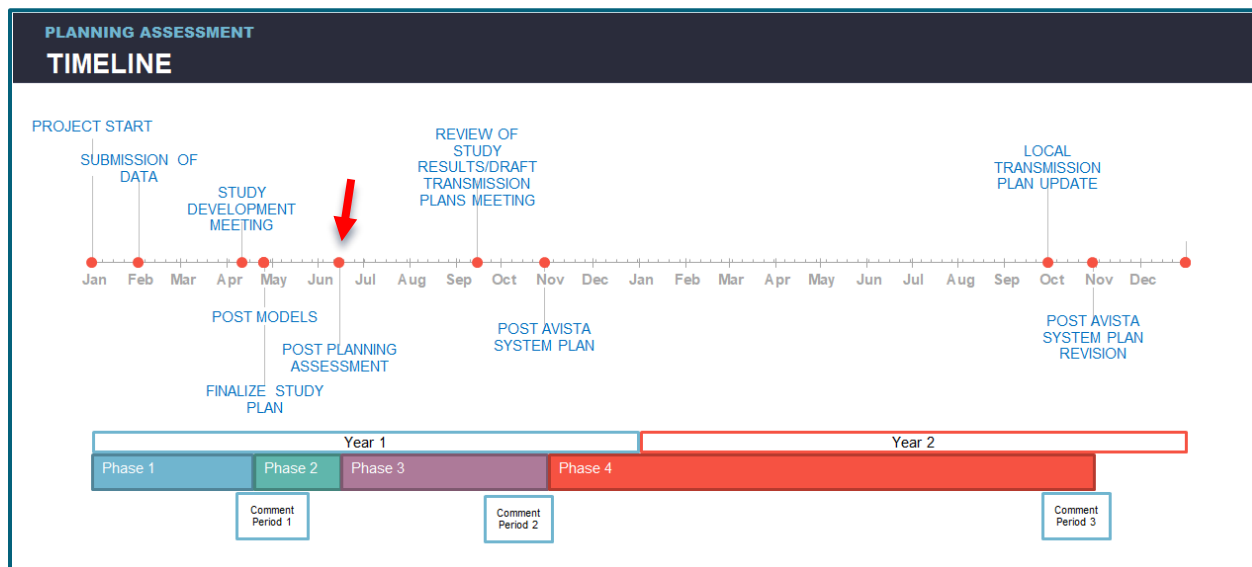 PLANNING ASSESSMENT
TIMELINE
PROJECT START
SUBMISSION OF
DATA
STUDY
DEVELOPMENT
MEETING
REVIEW OF
STUDY
RESULTS/DRAFT
TRANSMISSION
PLANS MEETING
LOCAL
TRANSMISSION
PLAN UPDATE
Jan Feb Mar Apr May Jun Jul Aug Sep Oct Nov Dec Jan Feb Mar Apr May Jun Jul Aug Sep Oct Nov Dec
POST MODELS
FINALIZE STUDY
PLAN
POST PLANNING
ASSESSMENT
POST AVISTA
SYSTEM PLAN
POST AVISTA
SYSTEM PLAN
REVISION
Year 1 Year 2
Phase 1 Phase 2 Phase 3 Phase 4
Comment
Period 1
Comment
Period 2
Comment
Period 3